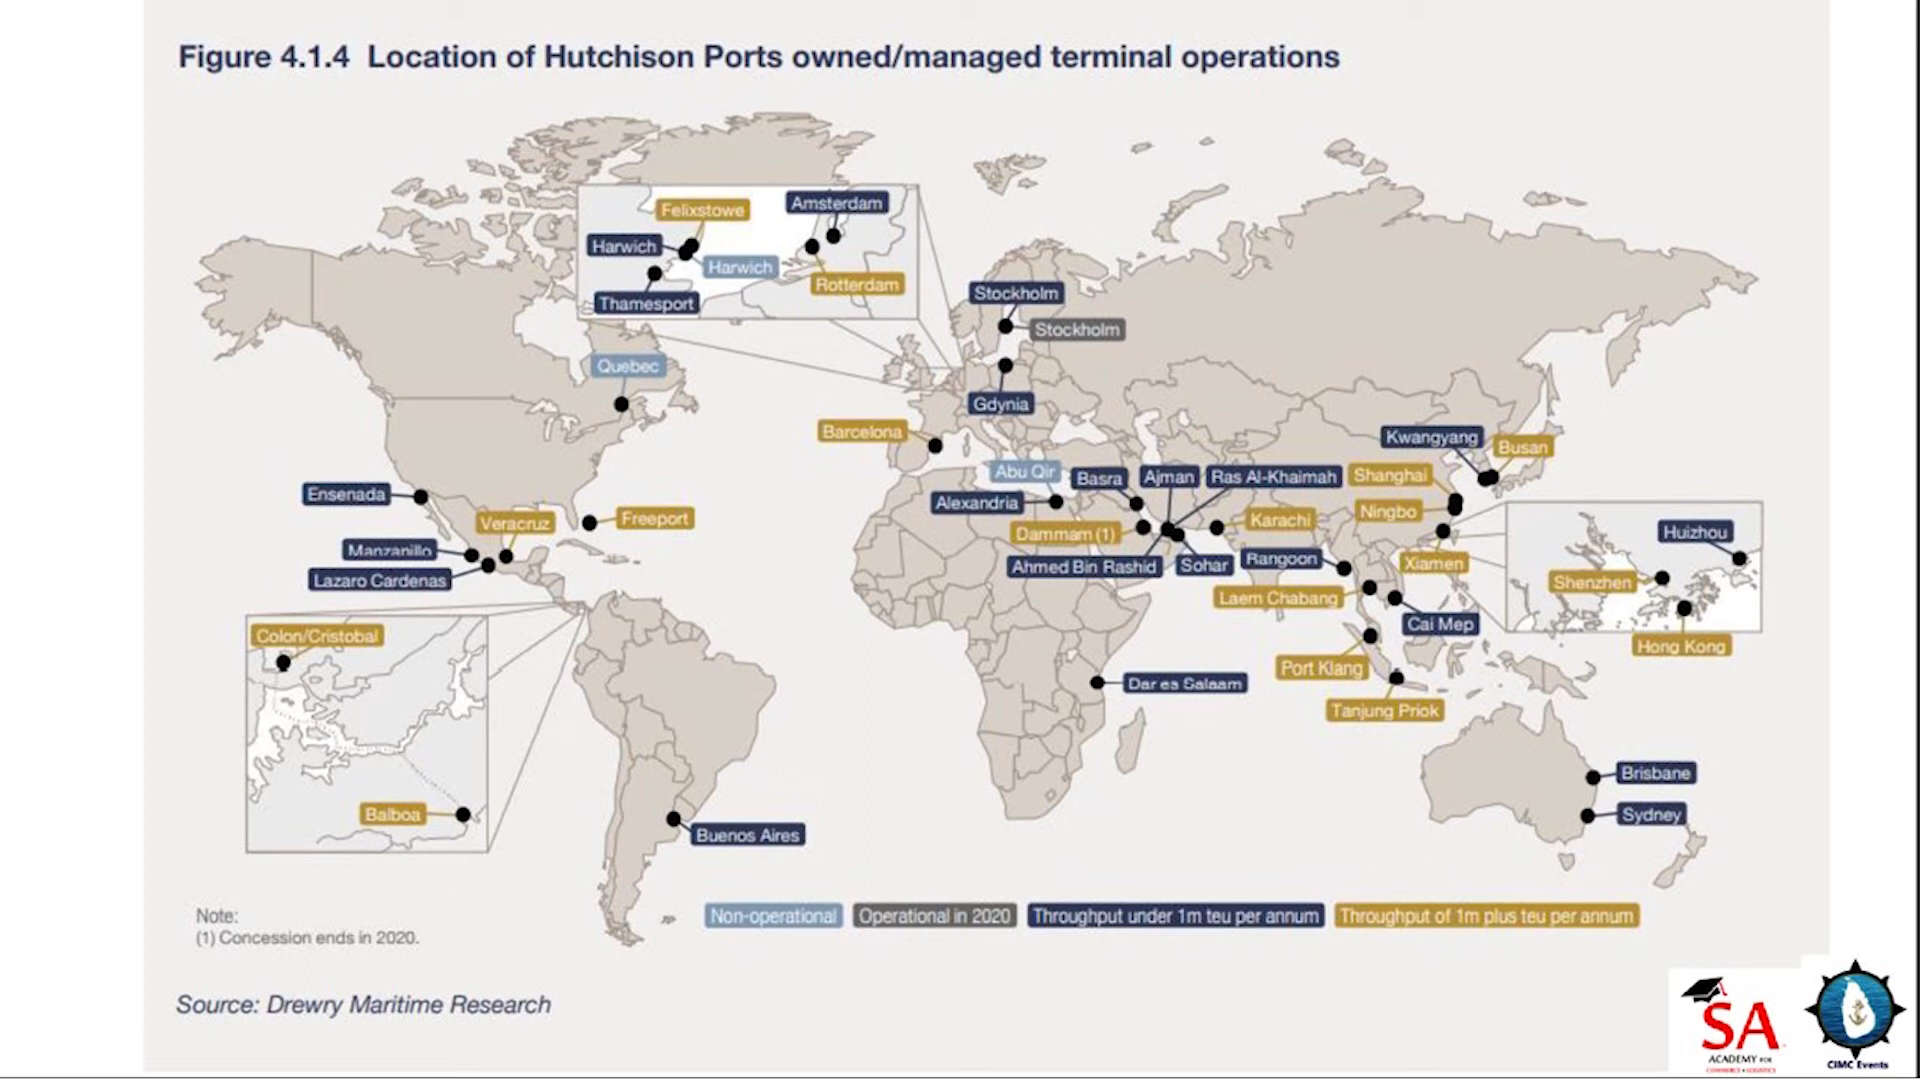 Figure 4.1.4 Location of Hutchison Ports owned/managed terminal operations
Felixstowe
Amsterdam
Harwich
Harwich
Rotterdam
Thamesport
Stockholm
Stockholm
Quebec
Gdynia
Barcelona
Kwangyang
Busan
Abu Qir
Basra
Ajman
Ras Al-Khaimah
Shanghai
Ensenada
Alexandria
Ningbo
Veracruz
Freeport
Dammam (1)
Karachi
Huizhou
Manzanillo
Ahmed Bin Rashid
Sohar
Rangoon
Xiamen
Lazaro Cardenas
Shenzhen
Laem Chabang
Cai Mep
Colon/Cristobal
Hong Kong
Port Klang
Dar es Salaam
Tanjung Priok
Brisbane
Balboa
Sydney
Buenos Aires
Note:
(1) Concession ends in 2020.
Non-operational
Operational in 2020
Throughput under 1m teu per annum
Throughput of 1m plus teu per annum
Source: Drewry Maritime Research
SA
ACADEMY FOR
COMMERCE • LOGISTICS
CIMC Events